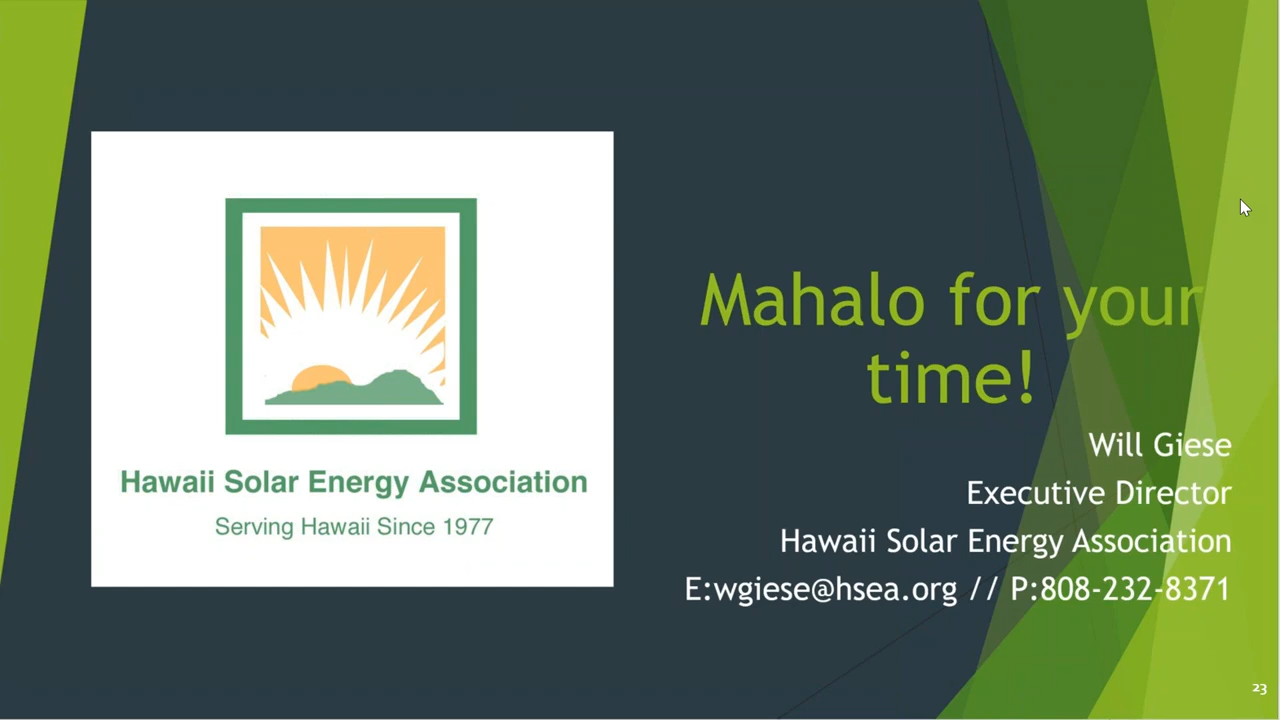 Hawaii Solar Energy Association
Serving Hawaii Since 1977
Mahalo for your
time!
Will Giese
Executive Director
Hawaii Solar Energy Association
E:wgiese@hsea.org // P:808-232-8371
23